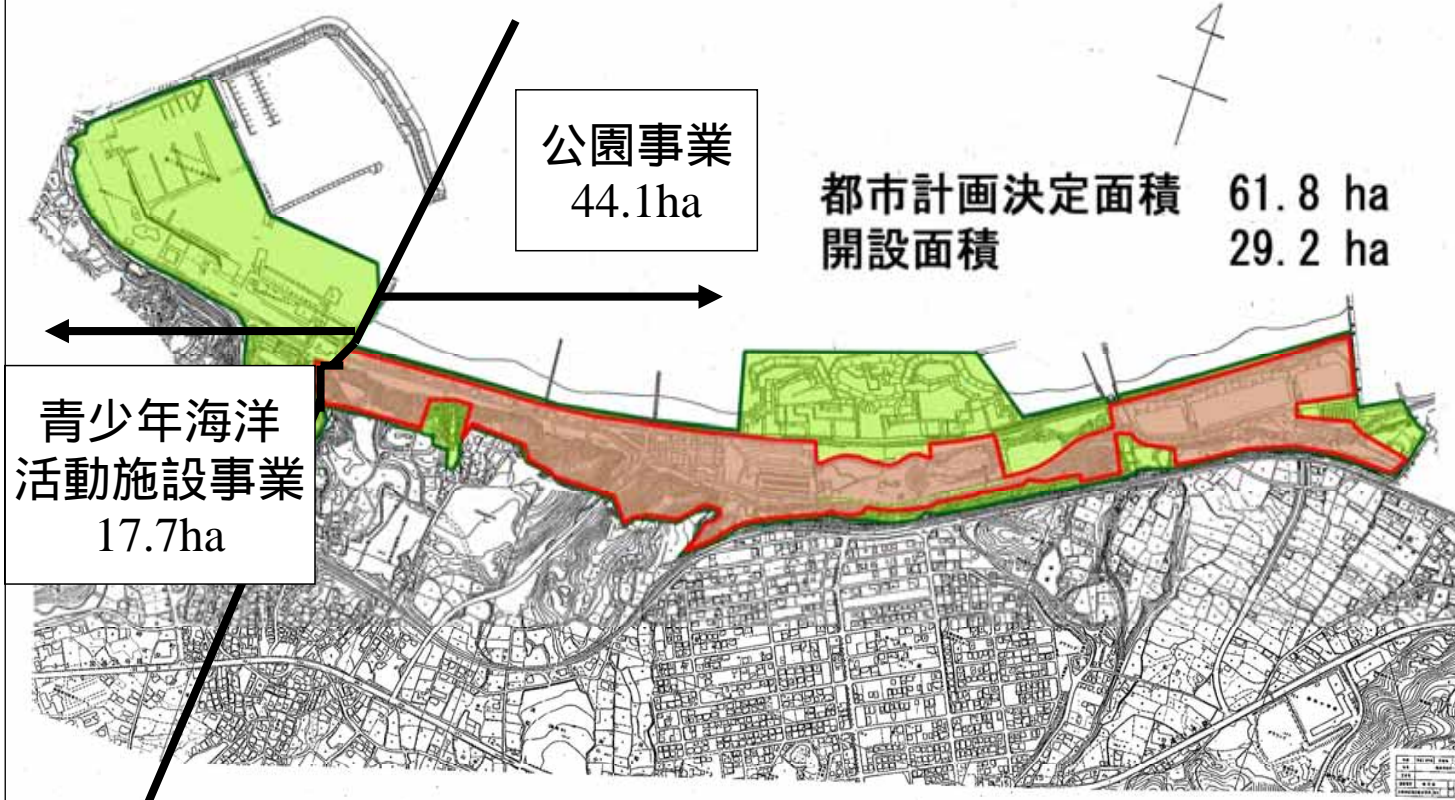 公園事業
44.1ha
都市計画決定面積 61.8 ha
開設面積 29.2 ha
青少年海洋
活動施設事業
17.7ha